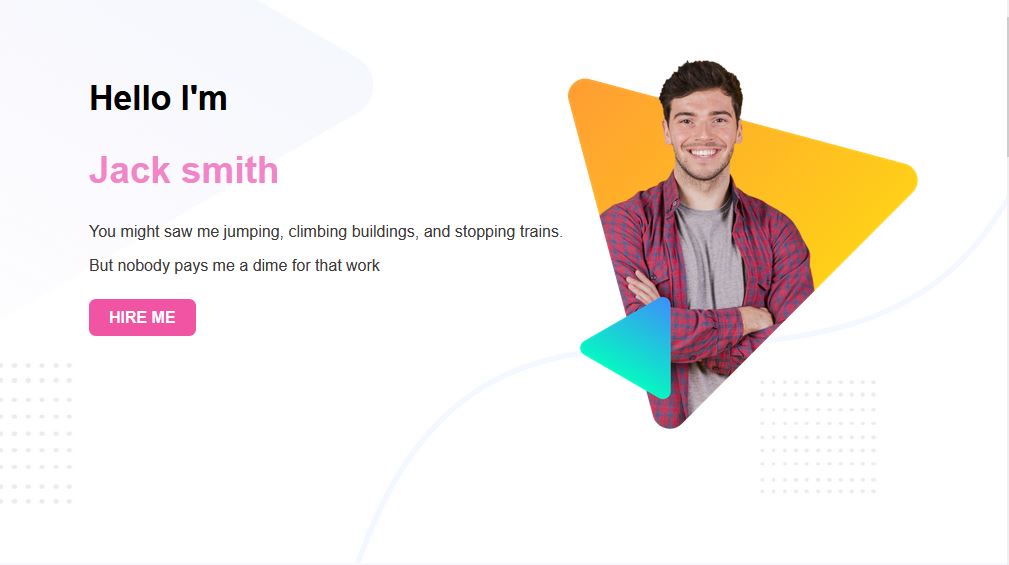 Hello I'm
Jack smith
You might saw me jumping, climbing buildings, and stopping trains.
But nobody pays me a dime for that work
HIRE ME